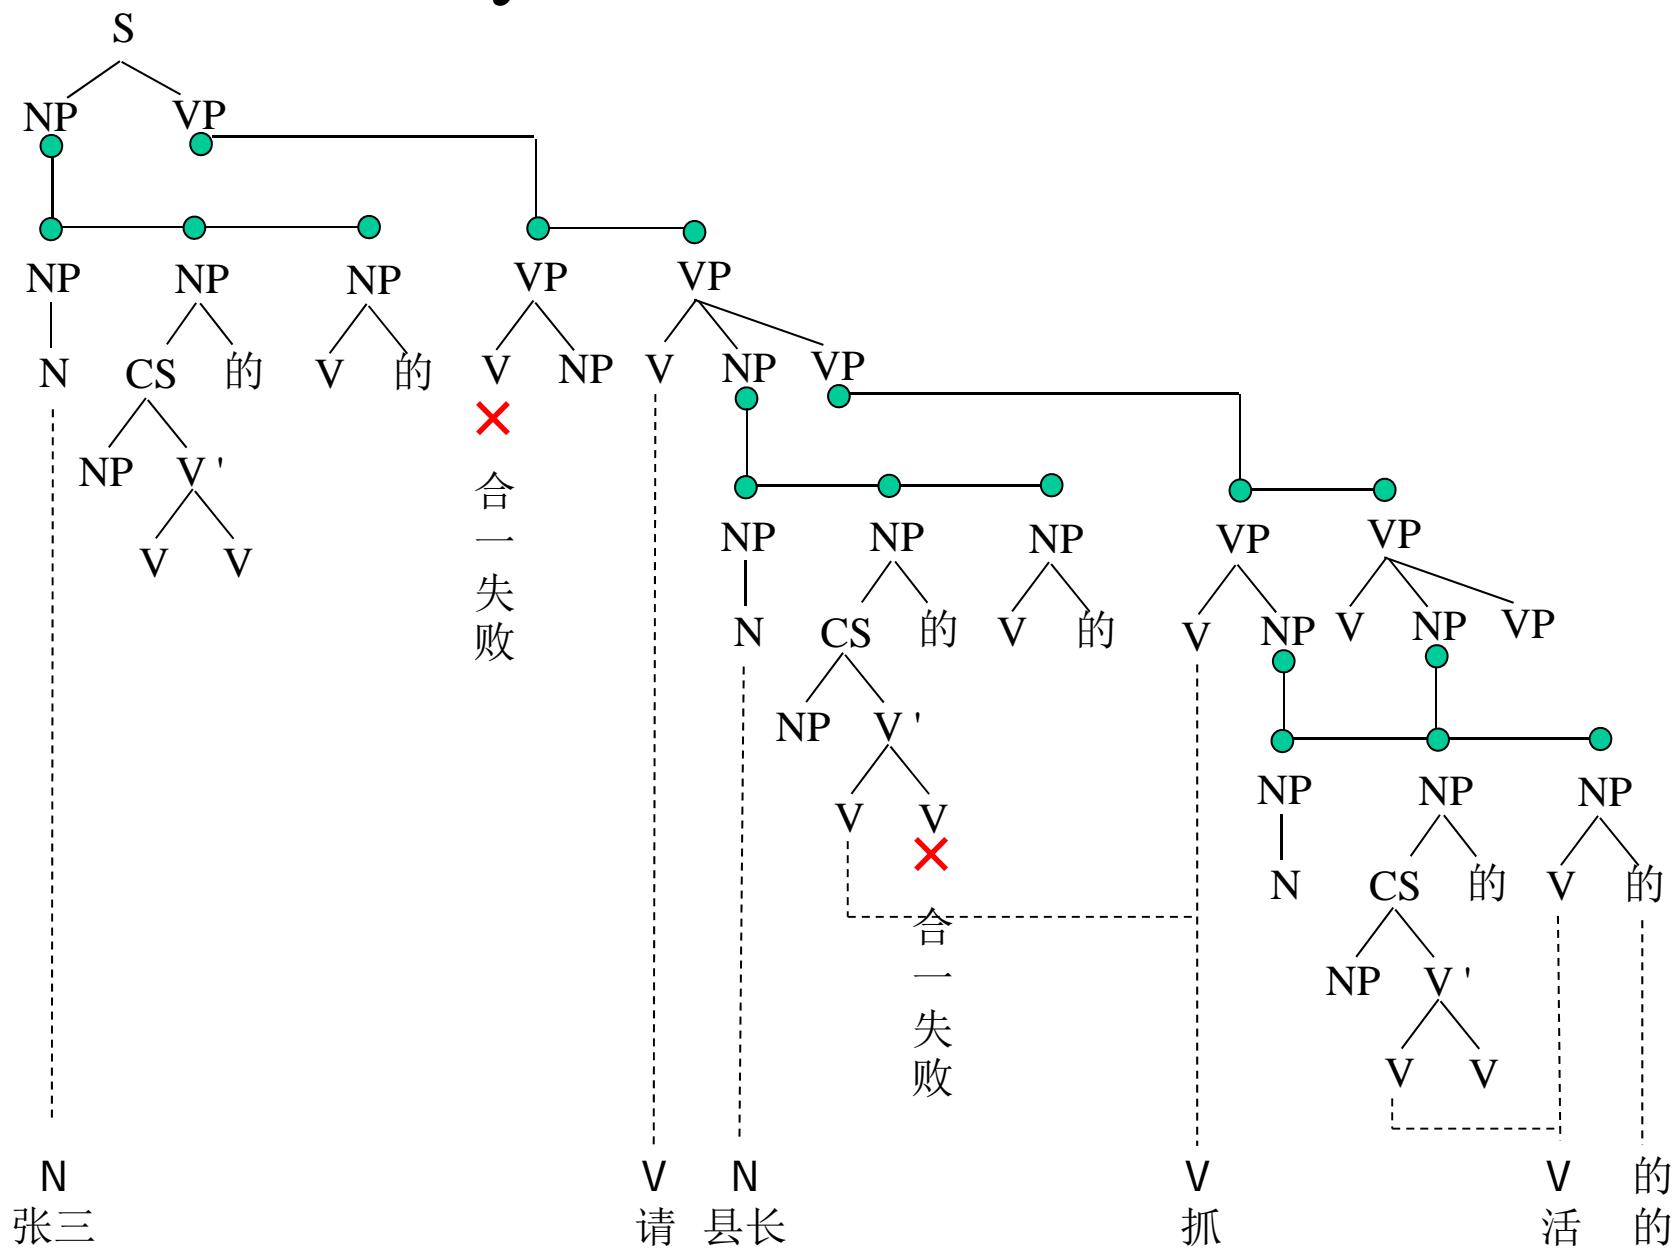 S
NP VP
NP NP NP VP VP
N CS 的 V 的 V NP V NP VP
NP V '
V V
合
一
失
败
NP NP NP VP VP
N CS 的 V 的 V NP V NP VP
NP V '
V V
合
一
失
败
NP NP NP
N CS 的 V 的
NP V '
V V
N V N V V 的
张三 请 县长 抓 活 的